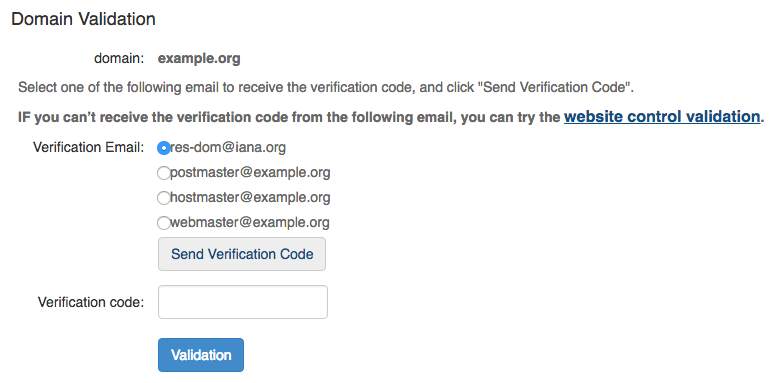 Domain Validation
domain: example.org
Select one of the following email to receive the verification code, and click "Send Verification Code".
IF you can't receive the verification code from the following email, you can try the website control validation.
Verification Email: res-dom@iana.org
postmaster@example.org
hostmaster@example.org
webmaster@example.org
Send Verification Code
Verification code:
Validation